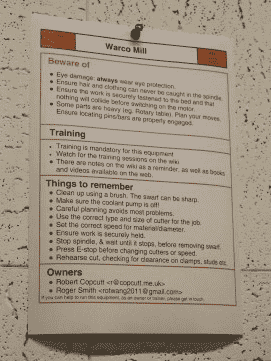 Warco Mill
Beware of
Eye damage: always wear eye protection.
Ensure hair and clothing can never be caught in the spindle.
Ensure the work is securely fastened to the bed and that
nothing will collide before switching on the motor.
Some parts are heavy (eg. Rotary table). Plan your moves.
Ensure locating pins/bars are properly engaged.
Training
Training is mandatory for this equipment
Watch for the training sessions on the wiki
There are notes on the wiki as a reminder, as well as books
and videos available on the web.
Things to remember
Clean up using a brush. The swarf can be sharp.
Make sure the coolant pump is off!
Careful planning avoids most problems.
Use the correct type and size of cutter for the job.
Set the correct speed for material/diameter.
Ensure work is securely held.
Stop spindle, & wait until it stops, before removing swarf.
Press E-stop before changing cutters or speed.
Rehearse cut, checking for clearance on clamps, studs etc.
Owners
Robert Copcutt <r@copcutt.me.uk>
Roger Smith <rotwang2011@gmail.com>
If you can help to run this equipment, as an owner or trainer, please get in touch.